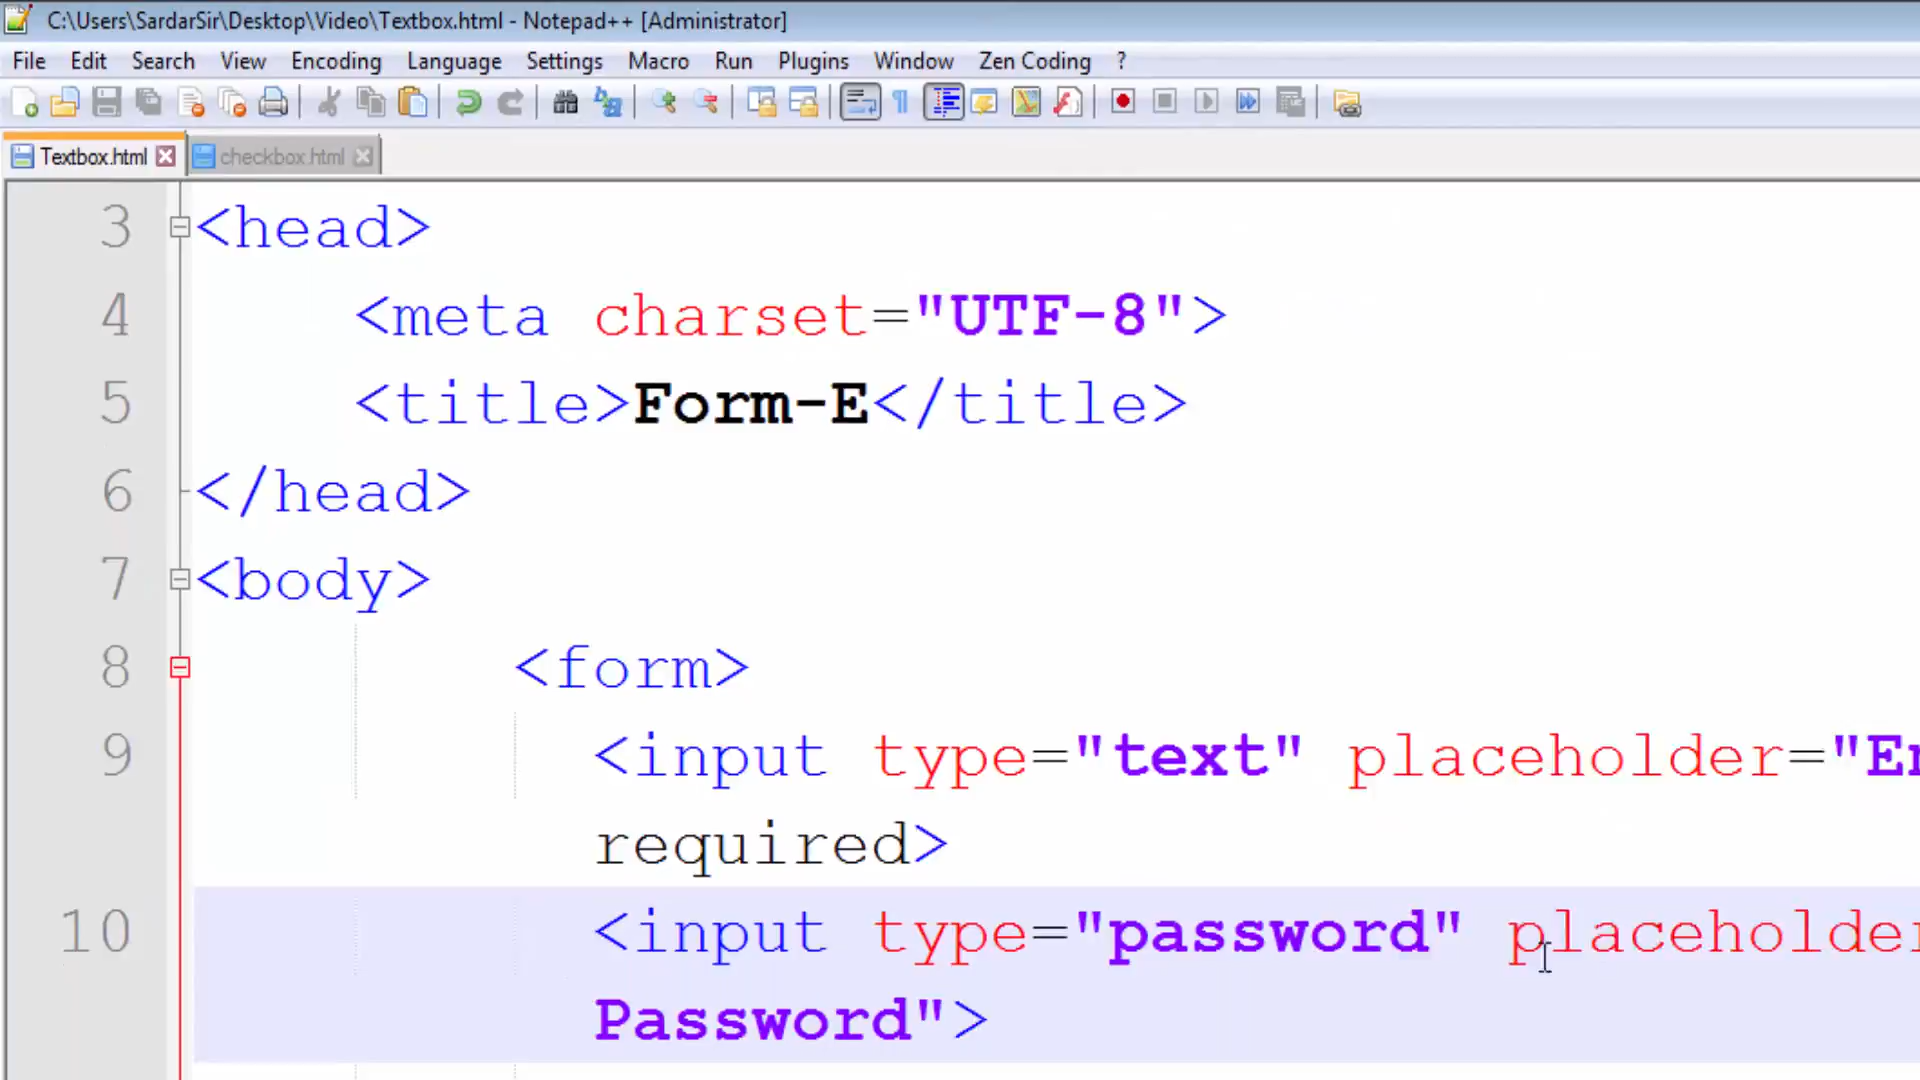 C:\Users\SardarSir\Desktop\Video\Textbox.html - Notepad++ [Administrator]
File Edit Search View Encoding Language Settings Macro Run Plugins Window Zen Coding ?
Textbox.html checkbox.html
3 <head>
4 <meta charset="UTF-8">
5 <title>Form-E</title>
6 </head>
7 <body>
8 <form>
9 <input type="text" placeholder="En
required>
10 <input type="password" placeholder
Password">